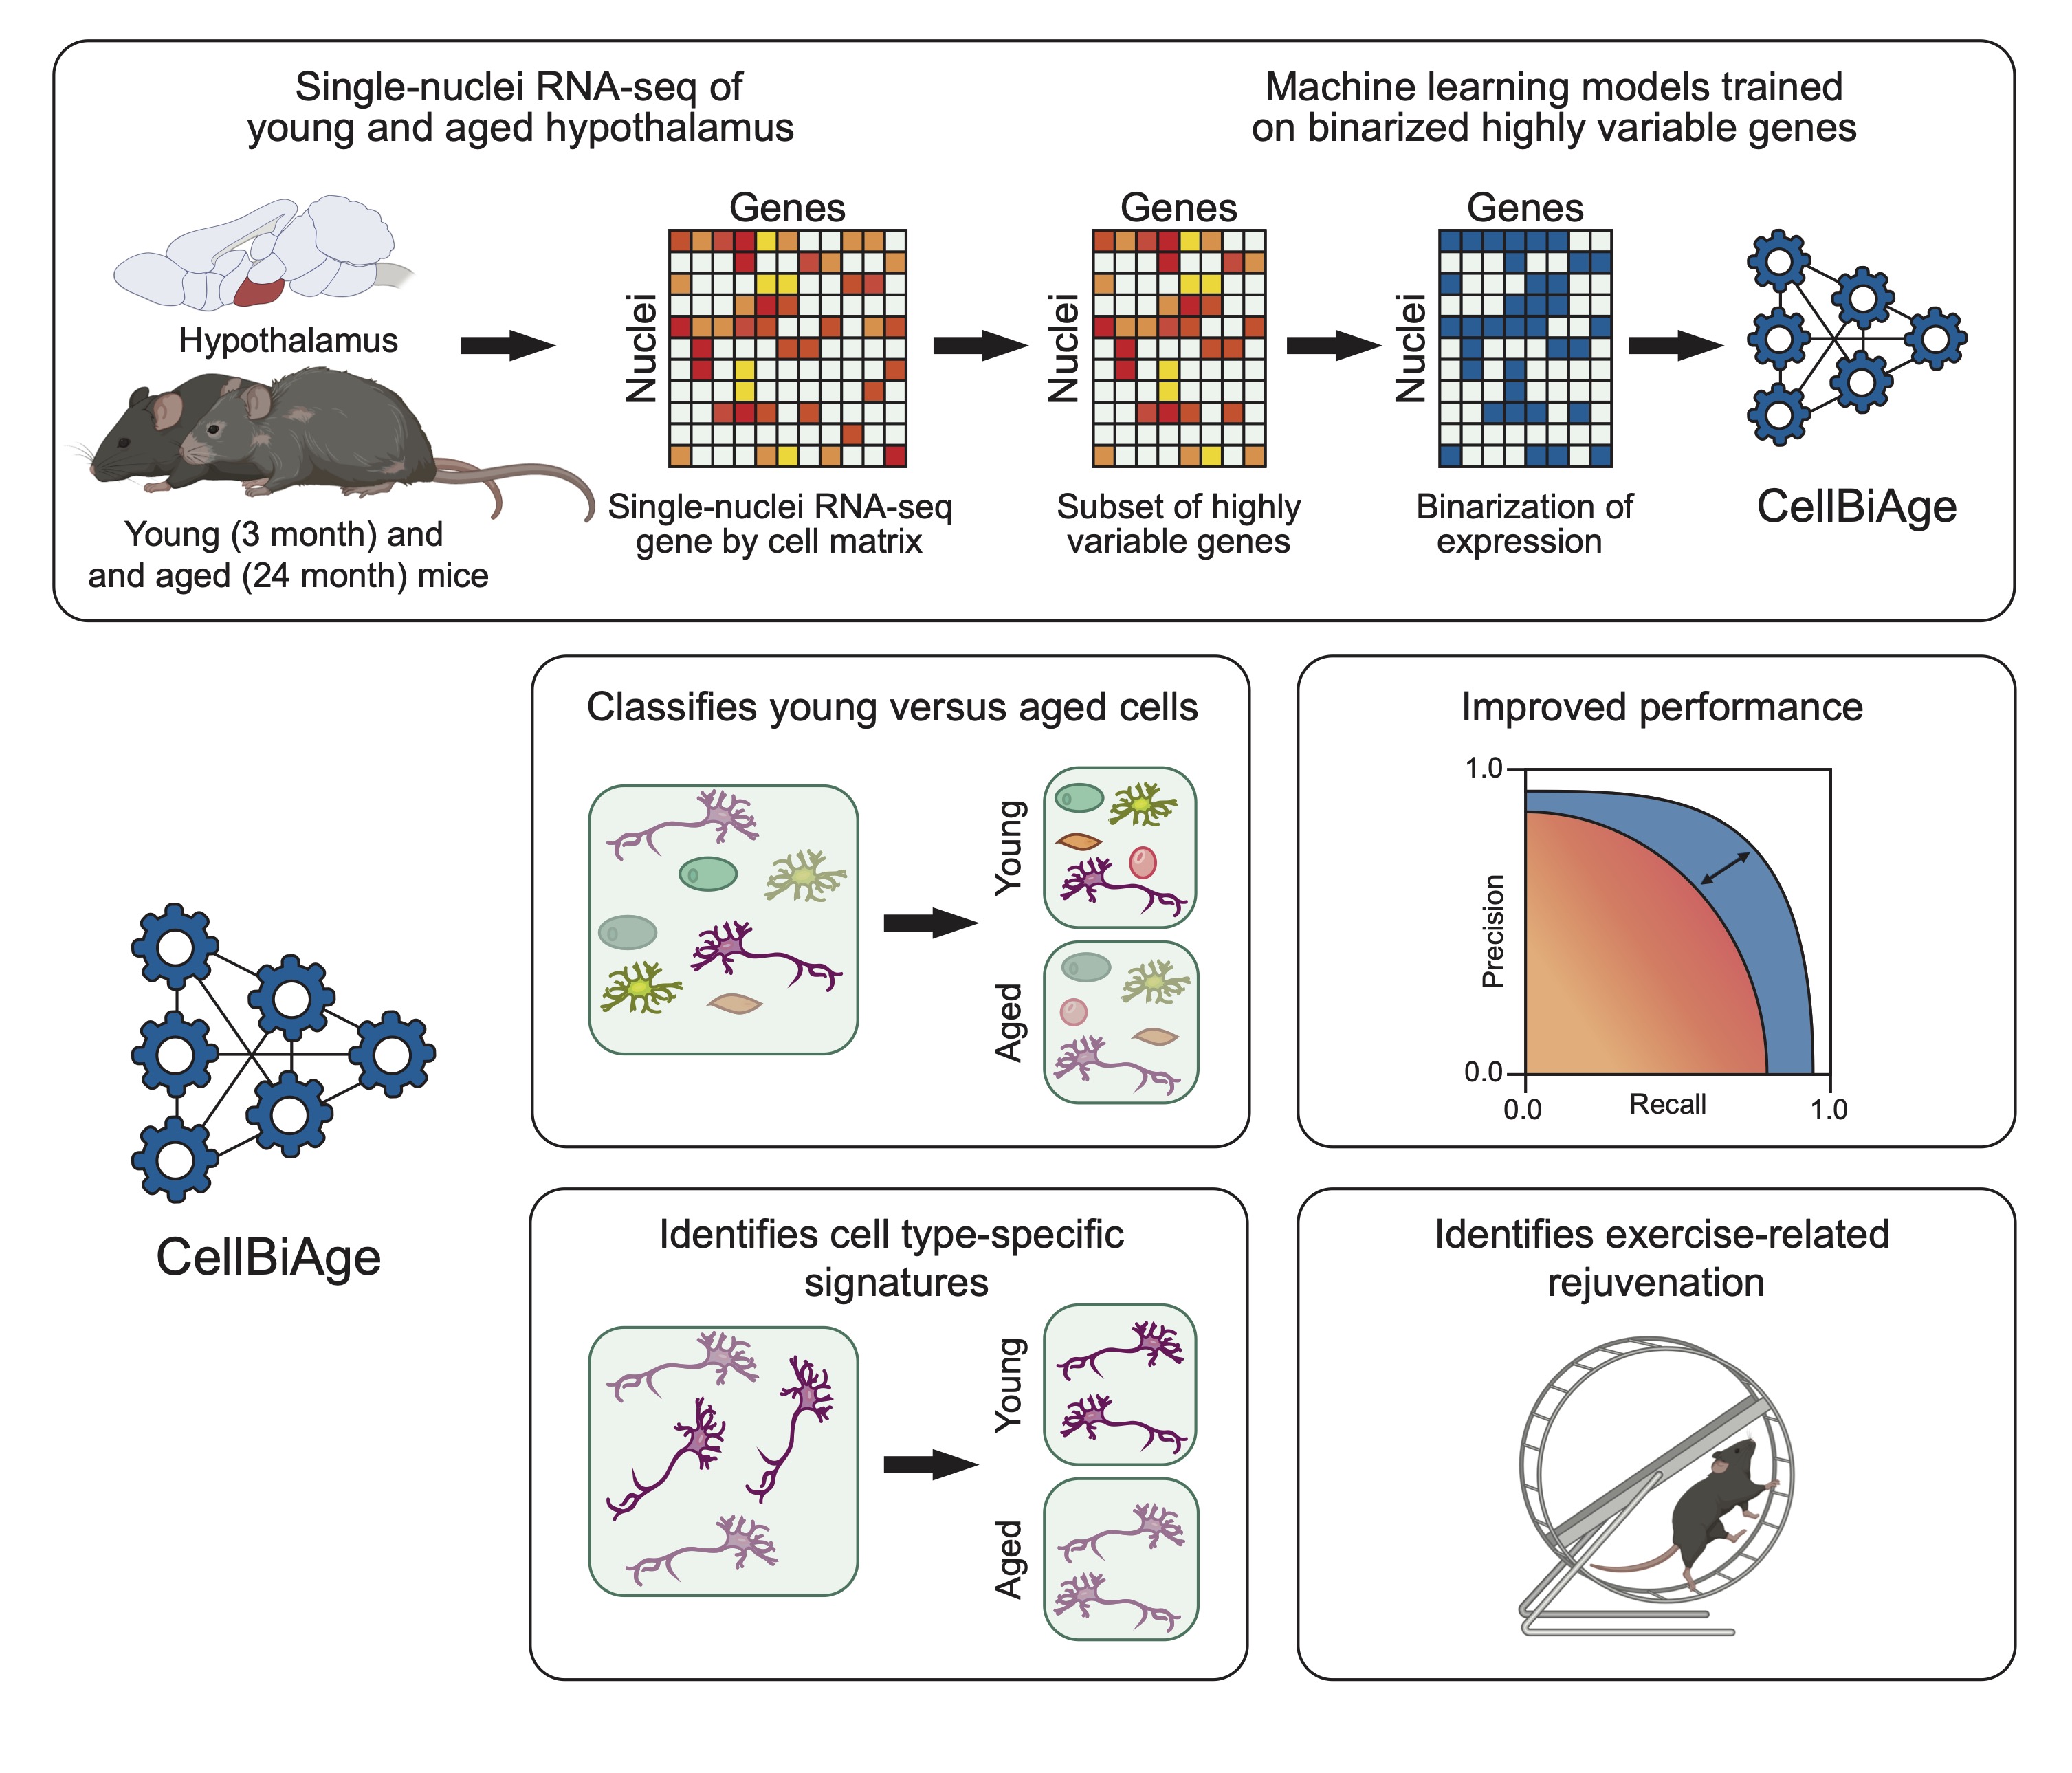 Single-nuclei RNA-seq of
young and aged hypothalamus
Machine learning models trained
on binarized highly variable genes
Hypothalamus
Young (3 month) and
and aged (24 month) mice
Genes
Nuclei
Single-nuclei RNA-seq
gene by cell matrix
Genes
Nuclei
Subset of highly
variable genes
Genes
Nuclei
Binarization of
expression
CellBiAge
CellBiAge
Classifies young versus aged cells
Young
Aged
Improved performance
1.0
Precision
0.0
0.0
Recall
1.0
Identifies cell type-specific
signatures
Young
Aged
Identifies exercise-related
rejuvenation